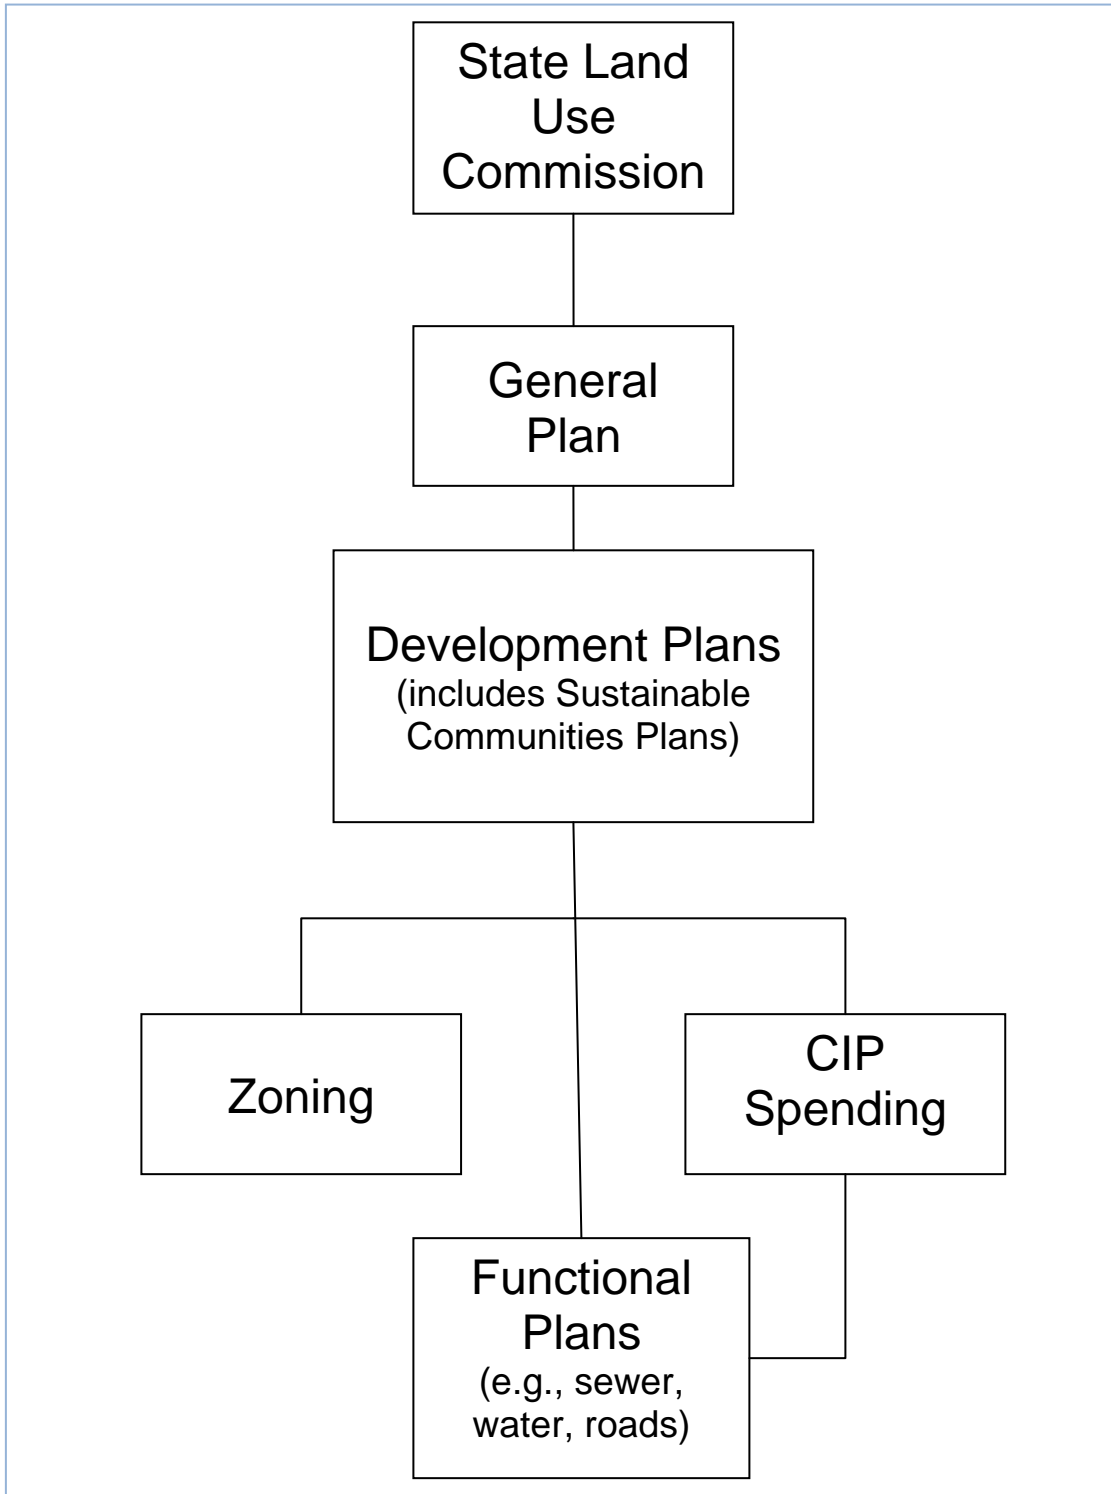 State Land
Use
Commission
General
Plan
Development Plans
(includes Sustainable
Communities Plans)
Zoning
CIP
Spending
Functional
Plans
(e.g., sewer,
water, roads)